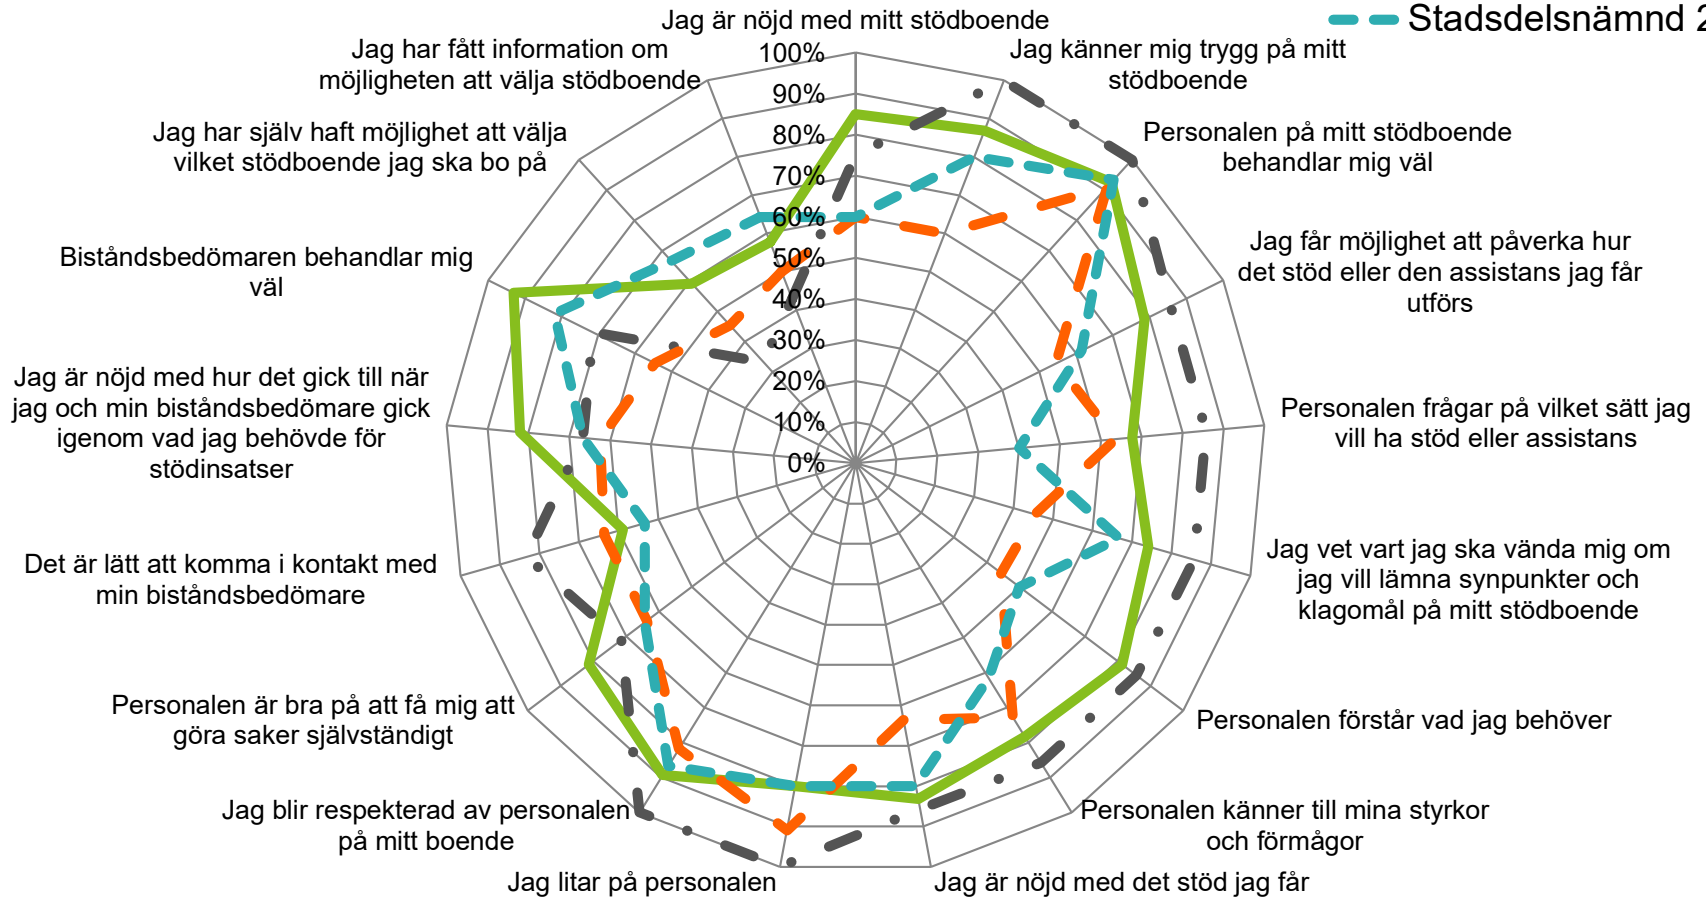 Stadsdelsnämnd
Jag är nöjd med mitt stödboende
Jag känner mig trygg på mitt
stödboende
Personalen på mitt stödboende
behandlar mig väl
Jag får möjlighet att påverka hur
det stöd eller den assistans jag får
utförs
Personalen frågar på vilket sätt jag
vill ha stöd eller assistans
Jag vet vart jag ska vända mig om
jag vill lämna synpunkter och
klagomål på mitt stödboende
Personalen förstår vad jag behöver
Personalen känner till mina styrkor
och förmågor
Jag är nöjd med det stöd jag får
Jag litar på personalen
Jag blir respekterad av personalen
på mitt boende
Personalen är bra på att få mig att
göra saker självständigt
Det är lätt att komma i kontakt med
min biståndsbedömare
Jag är nöjd med hur det gick till när
jag och min biståndsbedömare gick
igenom vad jag behövde för
stödinsatser
Biståndsbedömaren behandlar mig
väl
Jag har själv haft möjlighet att välja
vilket stödboende jag ska bo på
Jag har fått information om
möjligheten att välja stödboende
100%
90%
80%
70%
60%
50%
40%
30%
20%
10%
0%